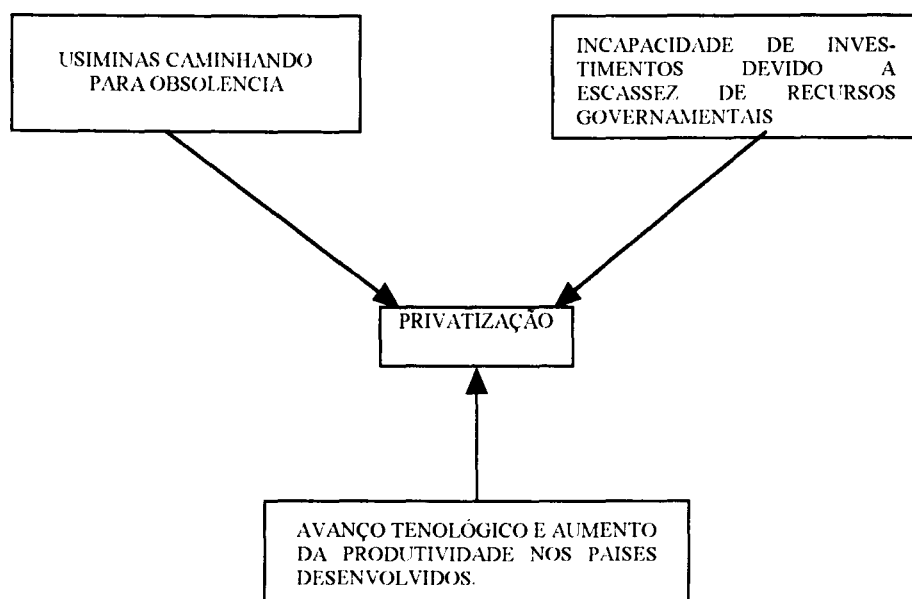 USIMINAS CAMINHANDO
PARA OBSOLENCIA
INCAPACIDADE DE INVES-
TIMENTOS DEVIDO A
ESCASSEZ DE RECURSOS
GOVERNAMENTAIS
PRIVATIZAÇÃO
AVANÇO TENOLÓGICO E AUMENTO
DA PRODUTIVIDADE NOS PAISES
DESENVOLVIDOS.